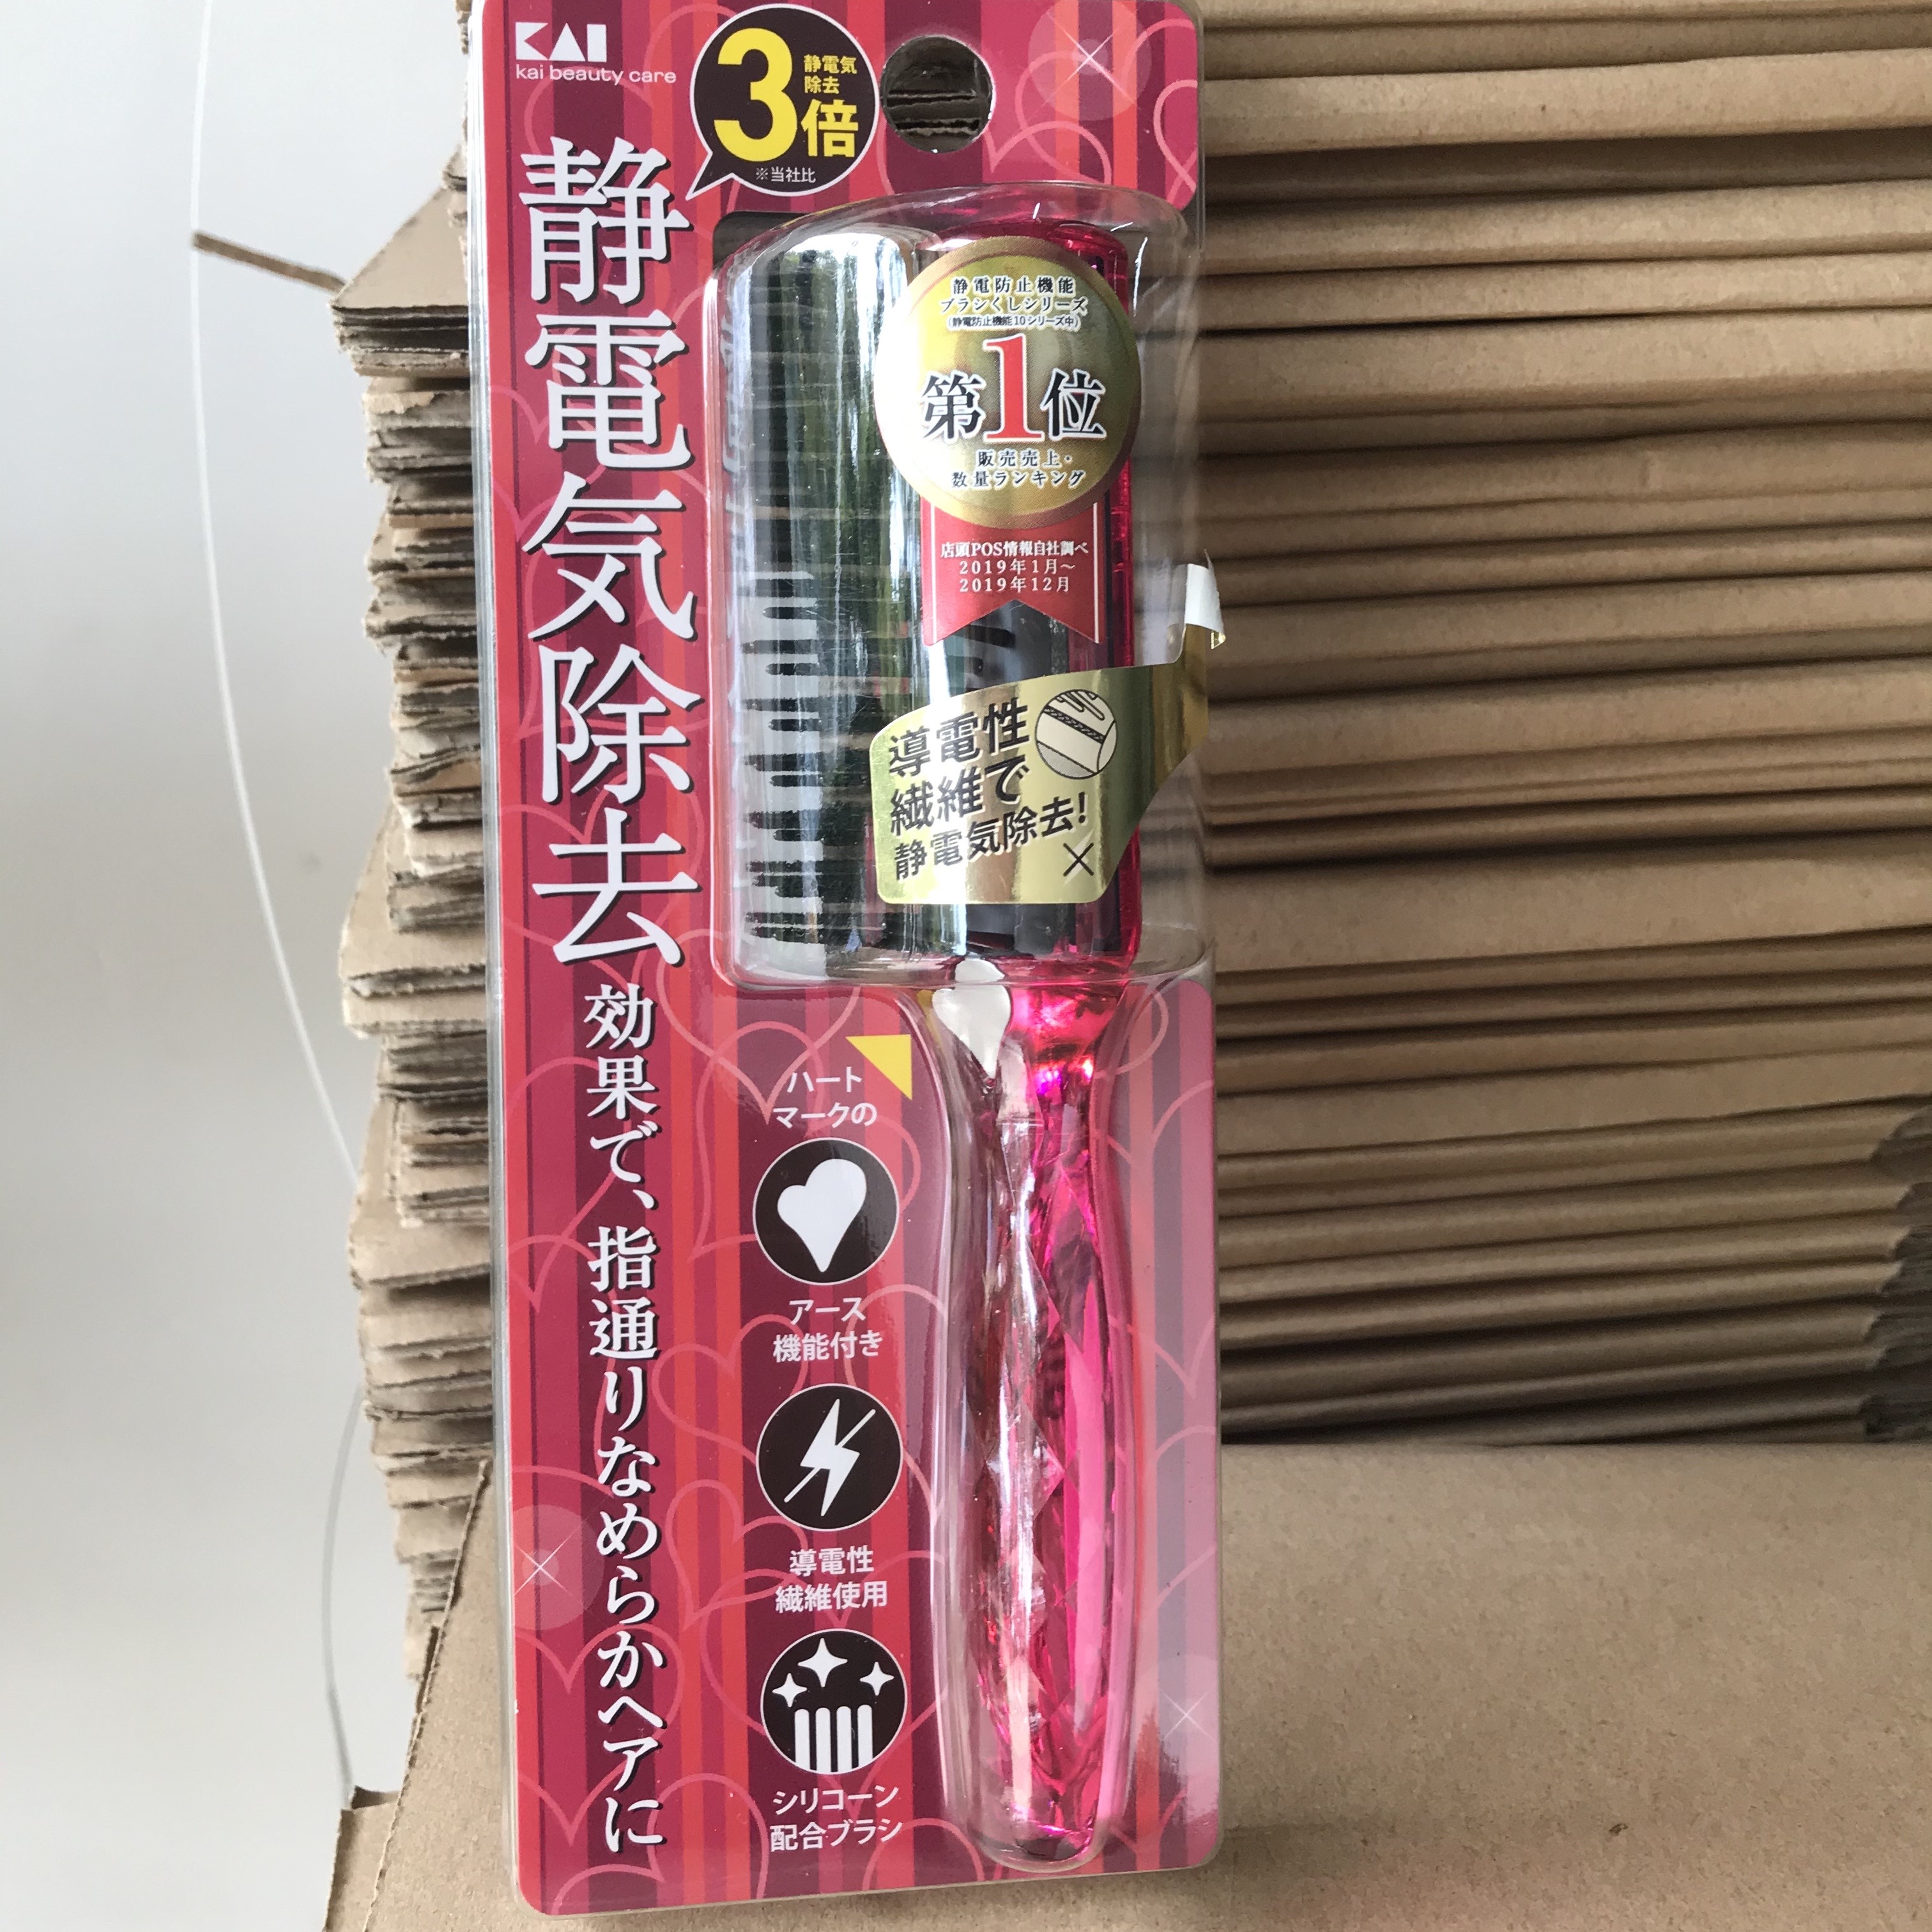 KAI
kai beauty care
3倍
静電気
除去
※当社比
静電気除去効果で、指通りなめらかヘアに
静電防止機能
ブラシくしシリーズ
(静電防止機能10シリーズ中)
第1位
販売売上・
数量ランキング
店頭POS情報自社調べ
2019年1月～
2019年12月
導電性
繊維で
静電気除去!
ハート
マークの
アース
機能付き
導電性
繊維使用
シリコーン
配合ブラシ